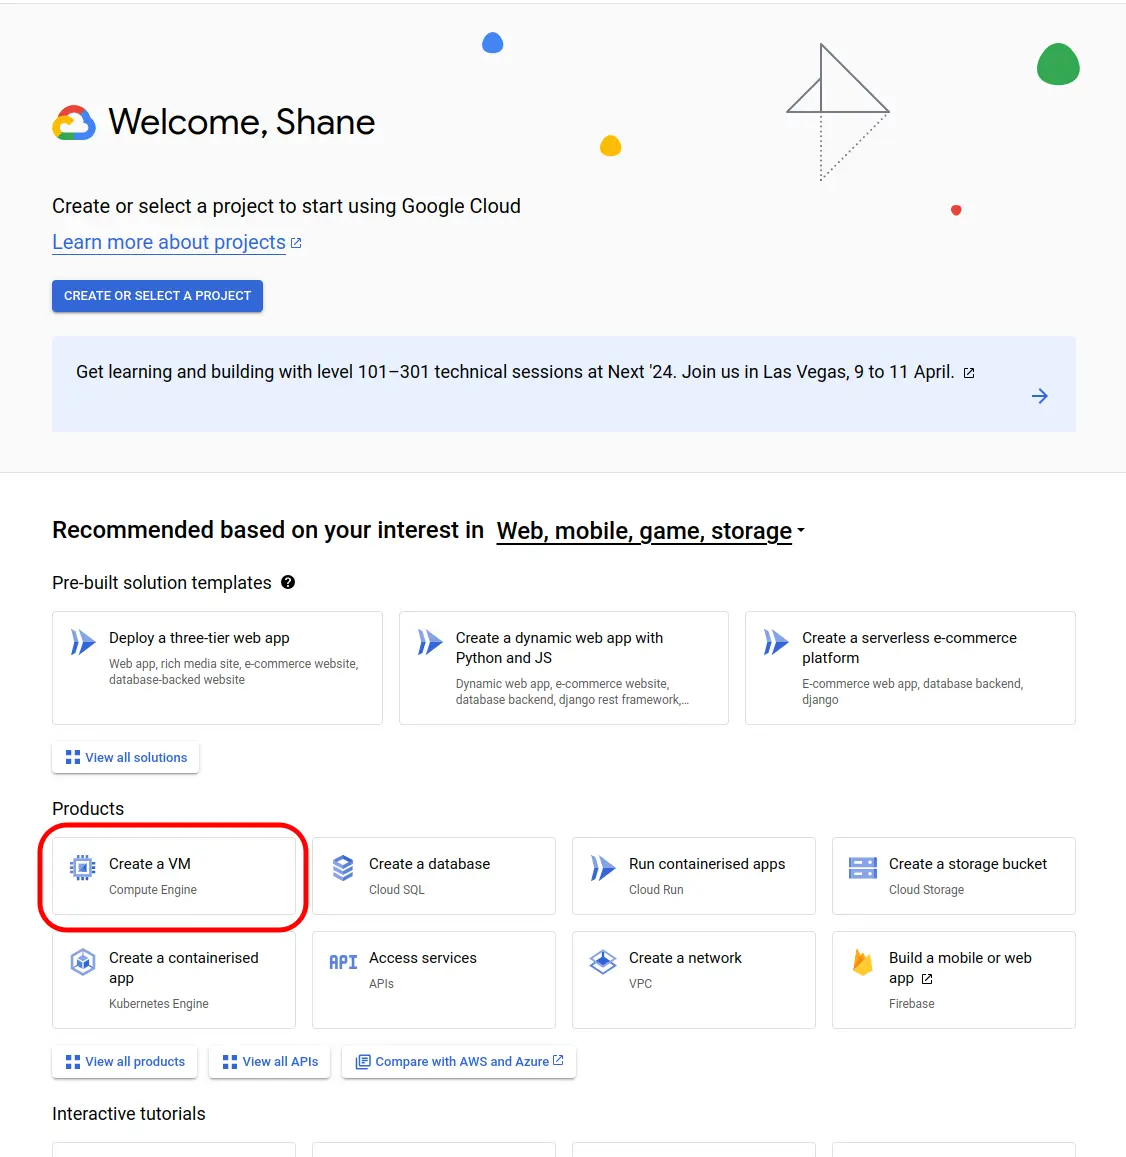 Welcome, Shane
Create or select a project to start using Google Cloud
Learn more about projects
CREATE OR SELECT A PROJECT
Get learning and building with level 101–301 technical sessions at Next '24. Join us in Las Vegas, 9 to 11 April.
Recommended based on your interest in Web, mobile, game, storage
Pre-built solution templates
Deploy a three-tier web app
Web app, rich media site, e-commerce website,
database-backed website
Create a dynamic web app with
Python and JS
Dynamic web app, e-commerce website,
database backend, django rest framework,…
Create a serverless e-commerce
platform
E-commerce web app, database backend,
django
View all solutions
Products
Create a VM
Compute Engine
Create a database
Cloud SQL
Run containerised apps
Cloud Run
Create a storage bucket
Cloud Storage
Create a containerised
app
Kubernetes Engine
API
Access services
APIs
Create a network
VPC
Build a mobile or web
app
Firebase
View all products
View all APIs
Compare with AWS and Azure
Interactive tutorials